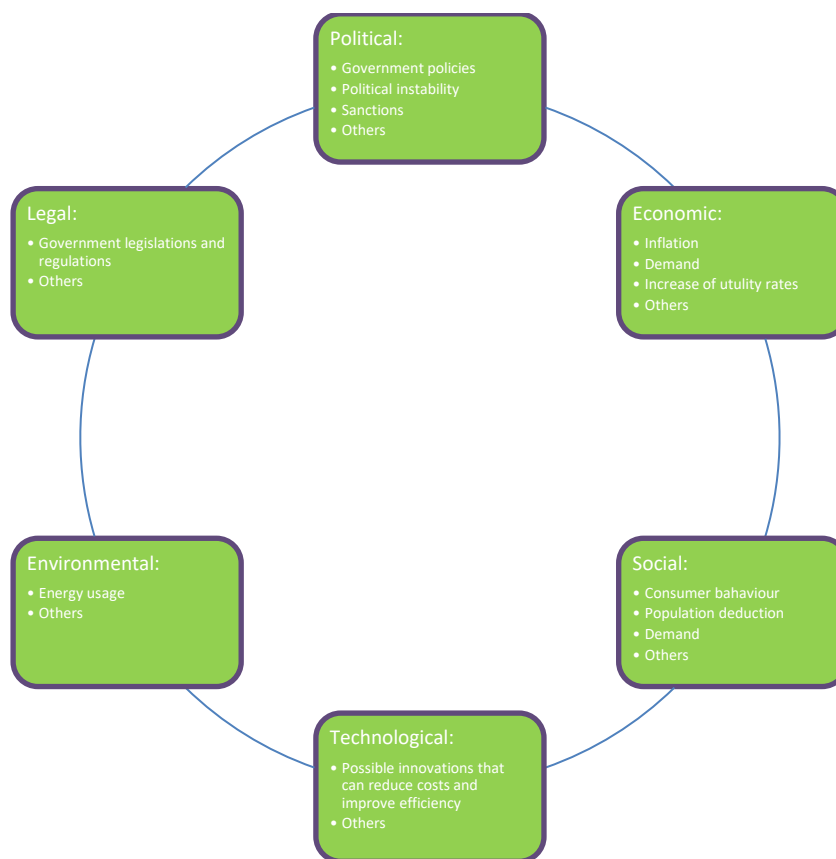 Political:
• Government policies
• Political instability
• Sanctions
• Others
Economic:
• Inflation
• Demand
• Increase of utulity rates
• Others
Social:
• Consumer bahaviour
• Population deduction
• Demand
• Others
Technological:
• Possible innovations that
can reduce costs and
improve efficiency
• Others
Environmental:
• Energy usage
• Others
Legal:
• Government legislations and
regulations
• Others